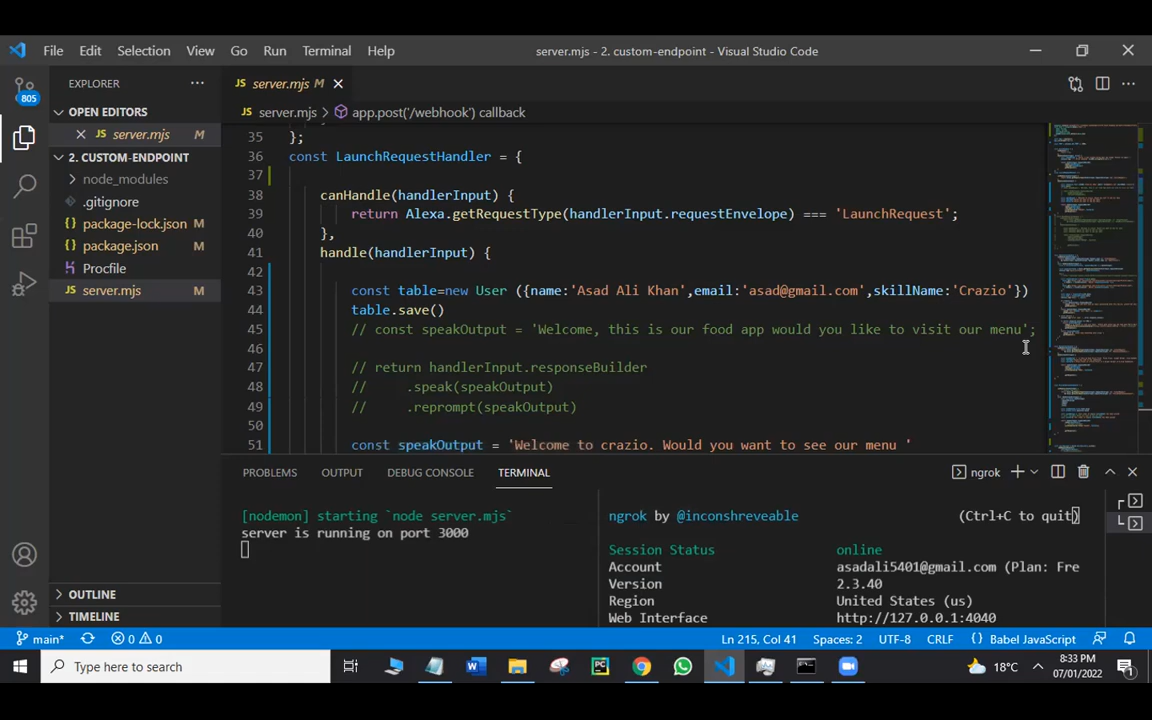 File Edit Selection View Go Run Terminal Help server.mjs - 2. custom-endpoint - Visual Studio Code
EXPLORER
805
OPEN EDITORS
server.mjs M
2. CUSTOM-ENDPOINT
node_modules
.gitignore
package-lock.json M
package.json M
Procfile
server.mjs M
OUTLINE
TIMELINE
JS server.mjs M
JS server.mjs > app.post('/webhook') callback
35 };
36 const LaunchRequestHandler = {
37
38 canHandle(handlerInput) {
39 return Alexa.getRequestType(handlerInput.requestEnvelope) === 'LaunchRequest';
40 },
41 handle(handlerInput) {
42
43 const table=new User ({name:'Asad Ali Khan',email:'asad@gmail.com',skillName:'Crazio'})
44 table.save()
45 // const speakOutput = 'Welcome, this is our food app would you like to visit our menu';
46
47 // return handlerInput.responseBuilder
48 // .speak(speakOutput)
49 // .reprompt(speakOutput)
50
51 const speakOutput = 'Welcome to crazio. Would you want to see our menu '
PROBLEMS OUTPUT DEBUG CONSOLE TERMINAL ngrok
[nodemon] starting `node server.mjs`
server is running on port 3000
ngrok by @inconshreveable (Ctrl+C to quit)
Session Status online
Account asadali5401@gmail.com (Plan: Fre
Version 2.3.40
Region United States (us)
Web Interface http://127.0.0.1:4040
main* 0 0 Ln 215, Col 41 Spaces: 2 UTF-8 CRLF {} Babel JavaScript
Type here to search
18°C
8:33 PM
07/01/2022